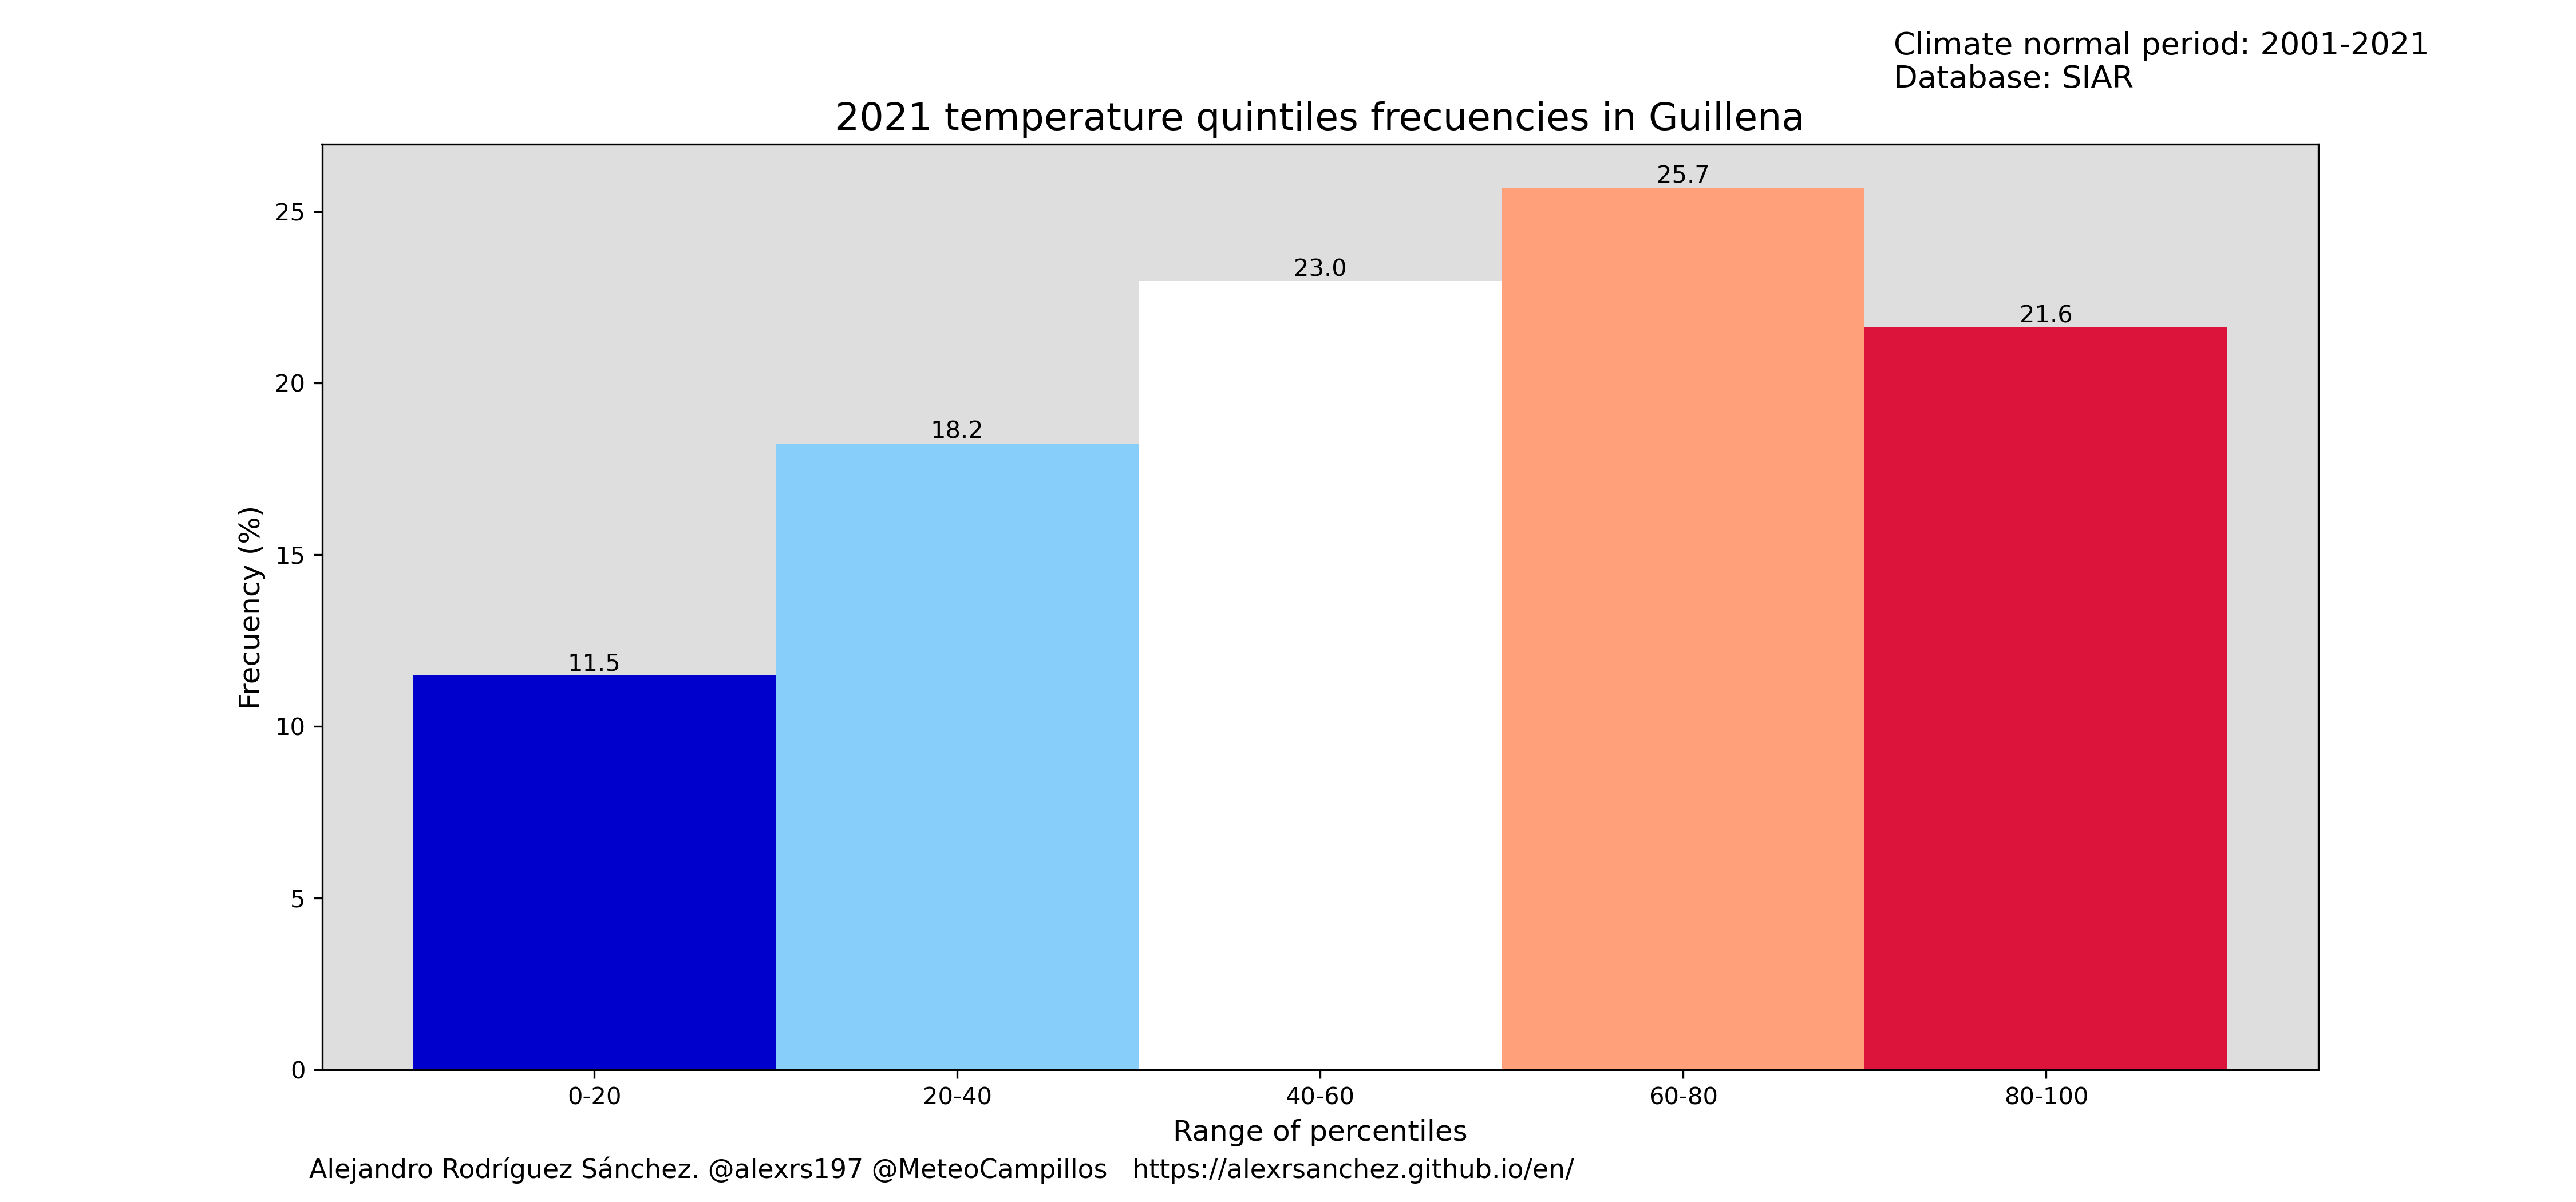 Climate normal period: 2001-2021
Database: SIAR
2021 temperature quintiles frecuencies in Guillena
Frecuency (%)
25
20
15
10
5
0
11.5
18.2
23.0
25.7
21.6
0-20
20-40
40-60
60-80
80-100
Range of percentiles
Alejandro Rodríguez Sánchez. @alexrs197 @MeteoCampillos   https://alexrsanchez.github.io/en/